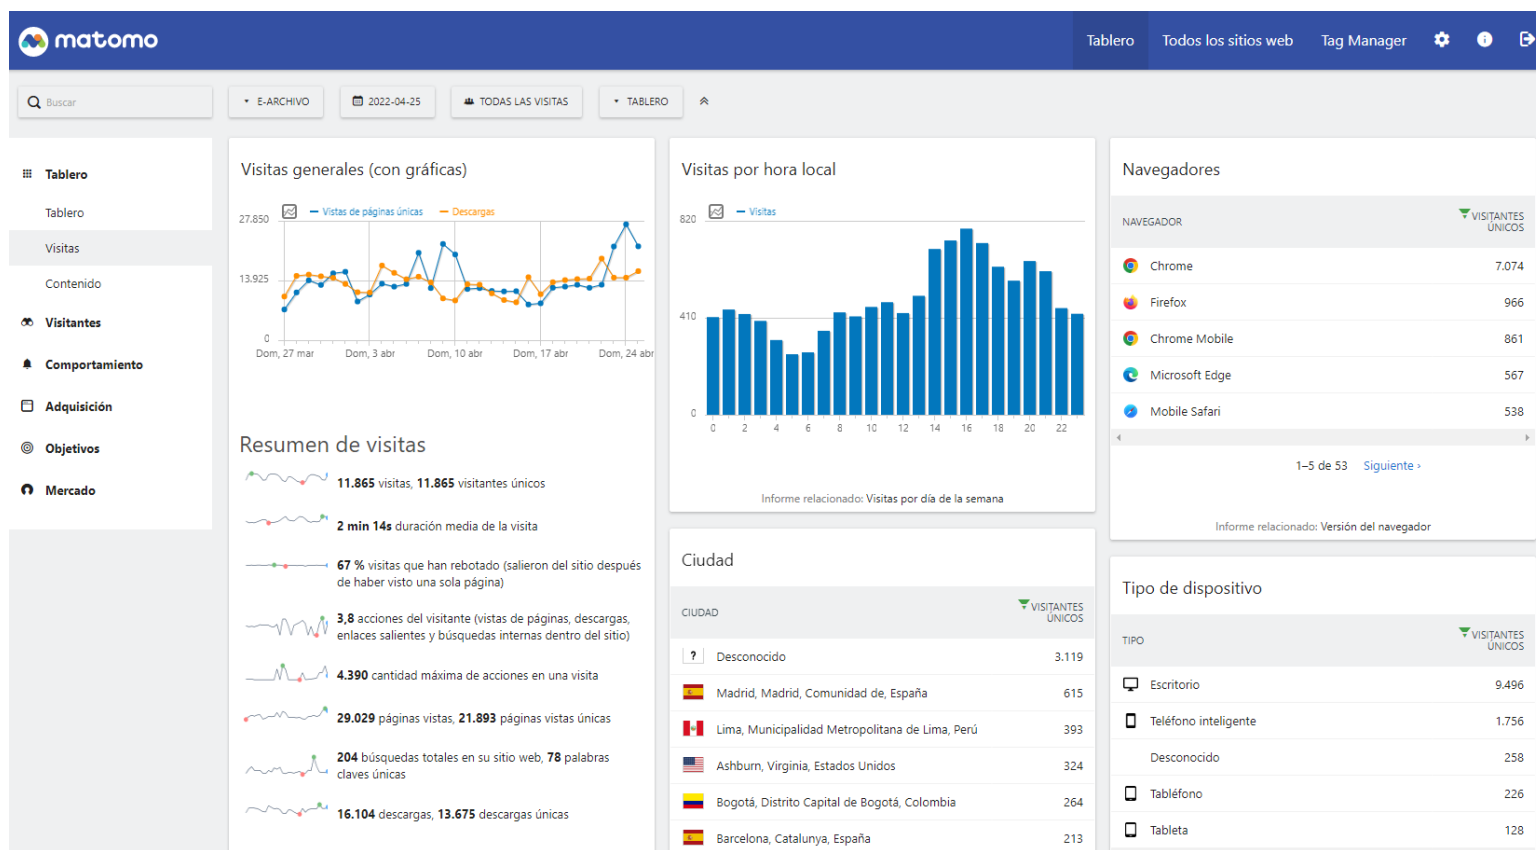 matomo
Tablero
Todos los sitios web
Tag Manager
Buscar
E-ARCHIVO
2022-04-25
TODAS LAS VISITAS
TABLERO
Tablero
Tablero
Visitas
Contenido
Visitantes
Comportamiento
Adquisición
Objetivos
Mercado
Visitas generales (con gráficas)
Vistas de páginas únicas
Descargas
27.850
13.925
0
Dom, 27 mar
Dom, 3 abr
Dom, 10 abr
Dom, 17 abr
Dom, 24 abr
Resumen de visitas
11.865 visitas, 11.865 visitantes únicos
2 min 14s duración media de la visita
67 % visitas que han rebotado (salieron del sitio después
de haber visto una sola página)
3,8 acciones del visitante (vistas de páginas, descargas,
enlaces salientes y búsquedas internas dentro del sitio)
4.390 cantidad máxima de acciones en una visita
29.029 páginas vistas, 21.893 páginas vistas únicas
204 búsquedas totales en su sitio web, 78 palabras
claves únicas
16.104 descargas, 13.675 descargas únicas
Visitas por hora local
Visitas
820
410
0
0 2 4 6 8 10 12 14 16 18 20 22
Informe relacionado: Visitas por día de la semana
Ciudad
CIUDAD
VISITANTES
ÚNICOS
? Desconocido 3.119
Madrid, Madrid, Comunidad de, España 615
Lima, Municipalidad Metropolitana de Lima, Perú 393
Ashburn, Virginia, Estados Unidos 324
Bogotá, Distrito Capital de Bogotá, Colombia 264
Barcelona, Catalunya, España 213
Navegadores
NAVEGADOR
VISITANTES
ÚNICOS
Chrome 7.074
Firefox 966
Chrome Mobile 861
Microsoft Edge 567
Mobile Safari 538
1–5 de 53 Siguiente ›
Informe relacionado: Versión del navegador
Tipo de dispositivo
TIPO
VISITANTES
ÚNICOS
Escritorio 9.496
Teléfono inteligente 1.756
Desconocido 258
Tabléfono 226
Tableta 128